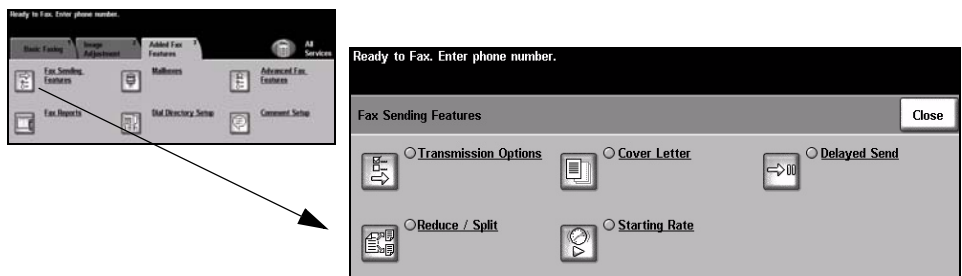 Ready to Fax. Enter phone number.
Basic Faxing
Image Adjustment
Added Fax Features
All Services
Fax Sending Features
Mailboxes
Advanced Fax Features
Fax Reports
Dial Directory Setup
Comment Setup
Ready to Fax. Enter phone number.
Fax Sending Features
Close
Transmission Options
Cover Letter
Delayed Send
Reduce / Split
Starting Rate